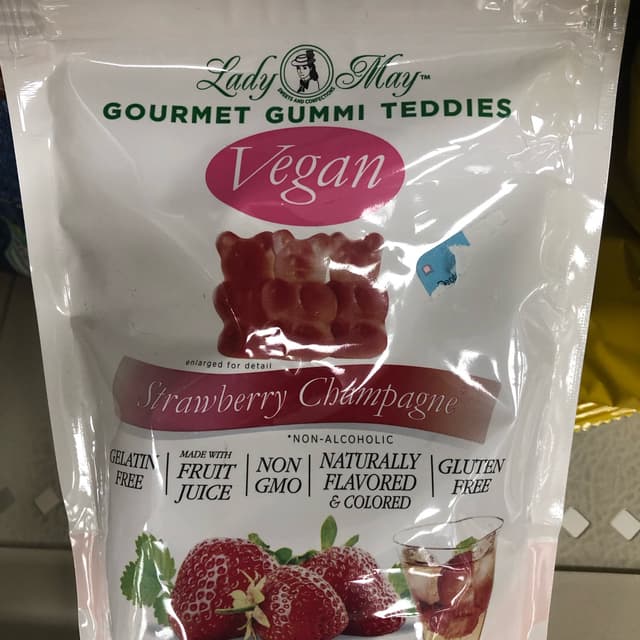 Lady May™
SWEETS AND CONFECTIONS
GOURMET GUMMI TEDDIES
Vegan
enlarged for detail
Strawberry Champagne
*NON-ALCOHOLIC
GELATIN FREE
MADE WITH FRUIT JUICE
NON GMO
NATURALLY FLAVORED & COLORED
GLUTEN FREE